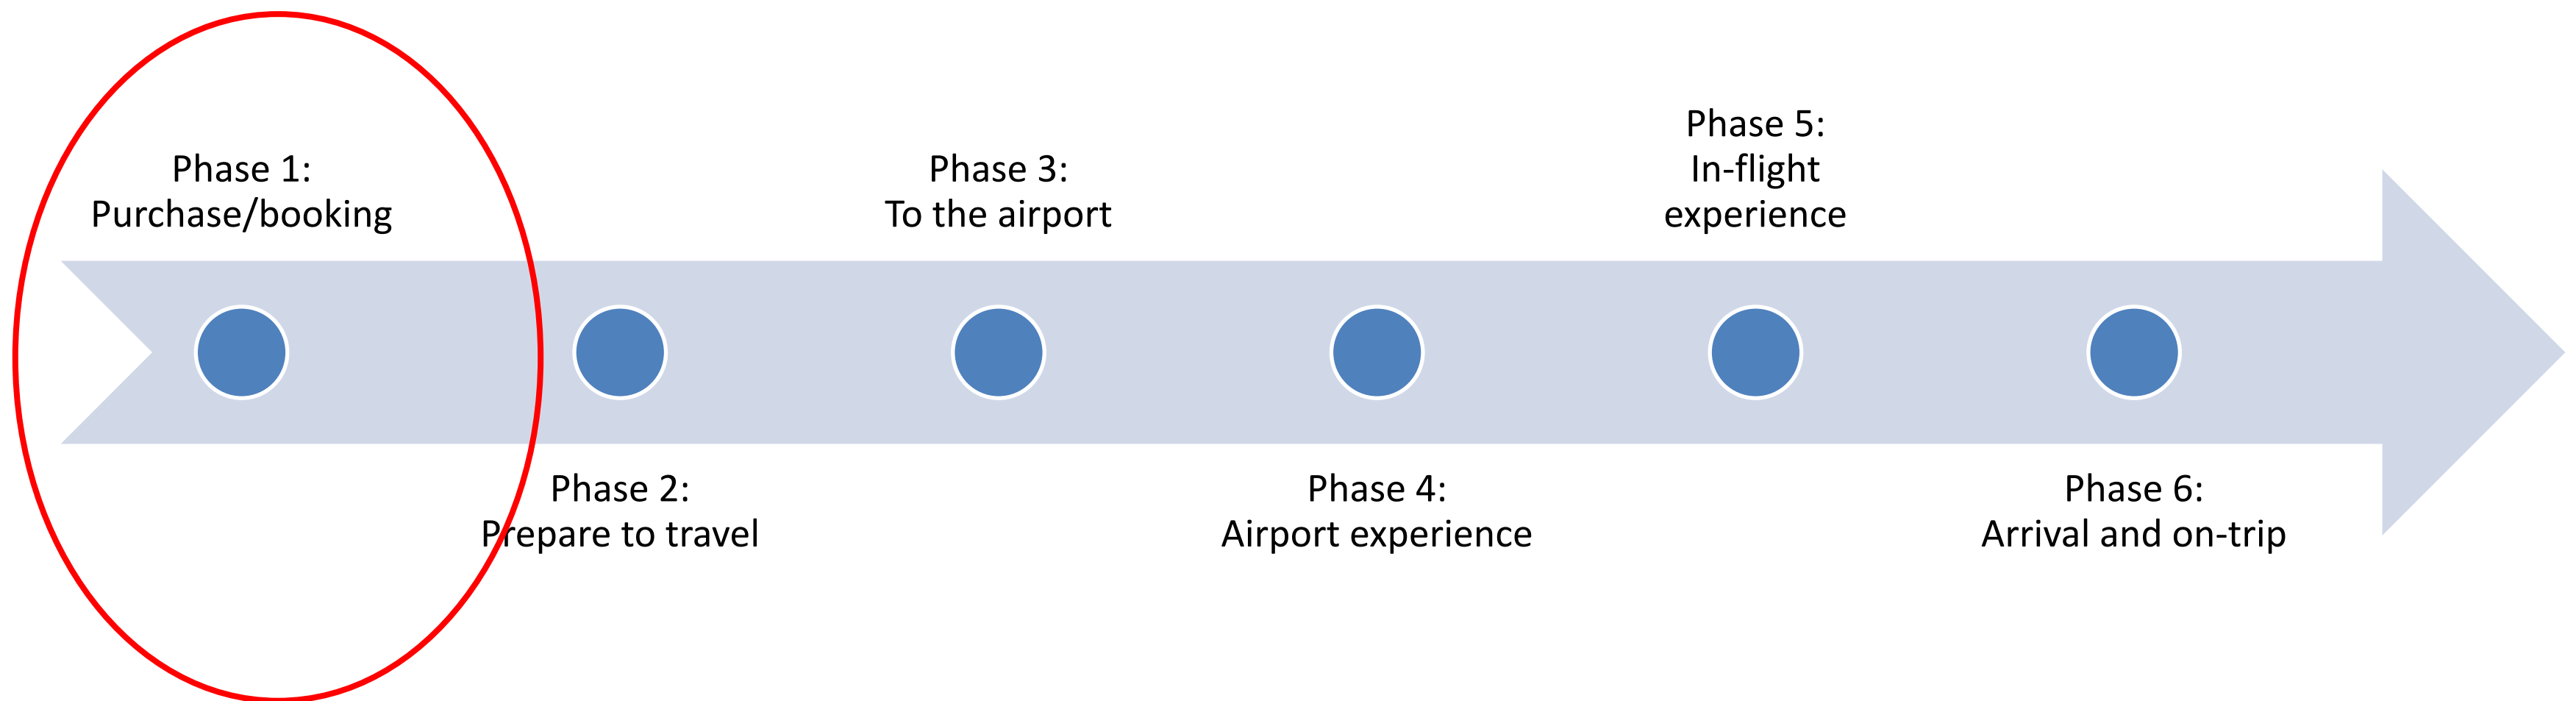 Phase 1:
Purchase/booking
Phase 2:
Prepare to travel
Phase 3:
To the airport
Phase 4:
Airport experience
Phase 5:
In-flight
experience
Phase 6:
Arrival and on-trip